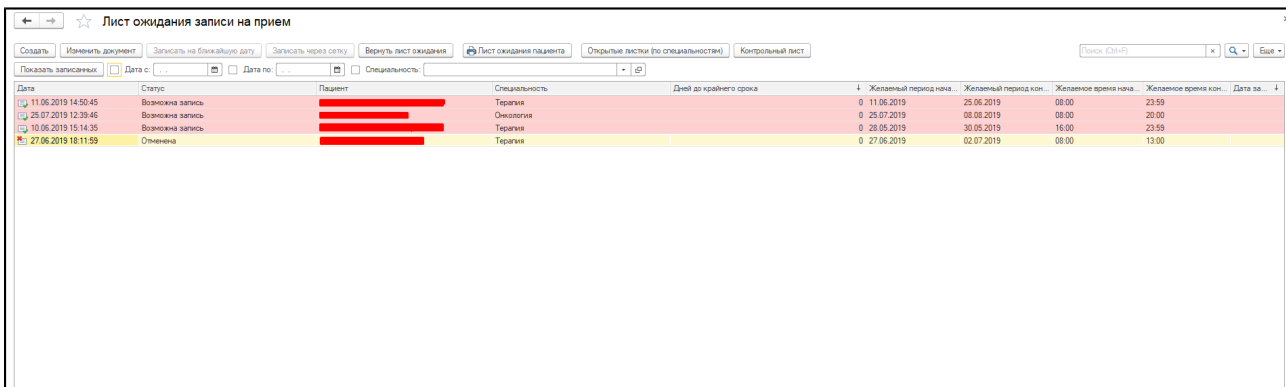 Лист ожидания записи на прием
Создать Изменить документ Записать на ближайшую дату Записать через сетку Вернуть лист ожидания Лист ожидания пациента Открытые листки (по специальностям) Контрольный лист Поиск (Ctrl+F) × Еще
Показать записанных Дата с: . . Дата по: . . Специальность:
Дата Статус Пациент Специальность Дней до крайнего срока ↓ Желаемый период нача... Желаемый период кон... Желаемое время нача... Желаемое время кон... Дата за... ↓
11.06.2019 14:50:45 Возможна запись Терапия 0 11.06.2019 25.06.2019 08:00 23:59
25.07.2019 12:39:46 Возможна запись Онкология 0 25.07.2019 08.08.2019 08:00 20:00
10.06.2019 15:14:35 Возможна запись Терапия 0 28.05.2019 30.05.2019 16:00 23:59
27.06.2019 18:11:59 Отменена Терапия 0 27.06.2019 02.07.2019 08:00 13:00